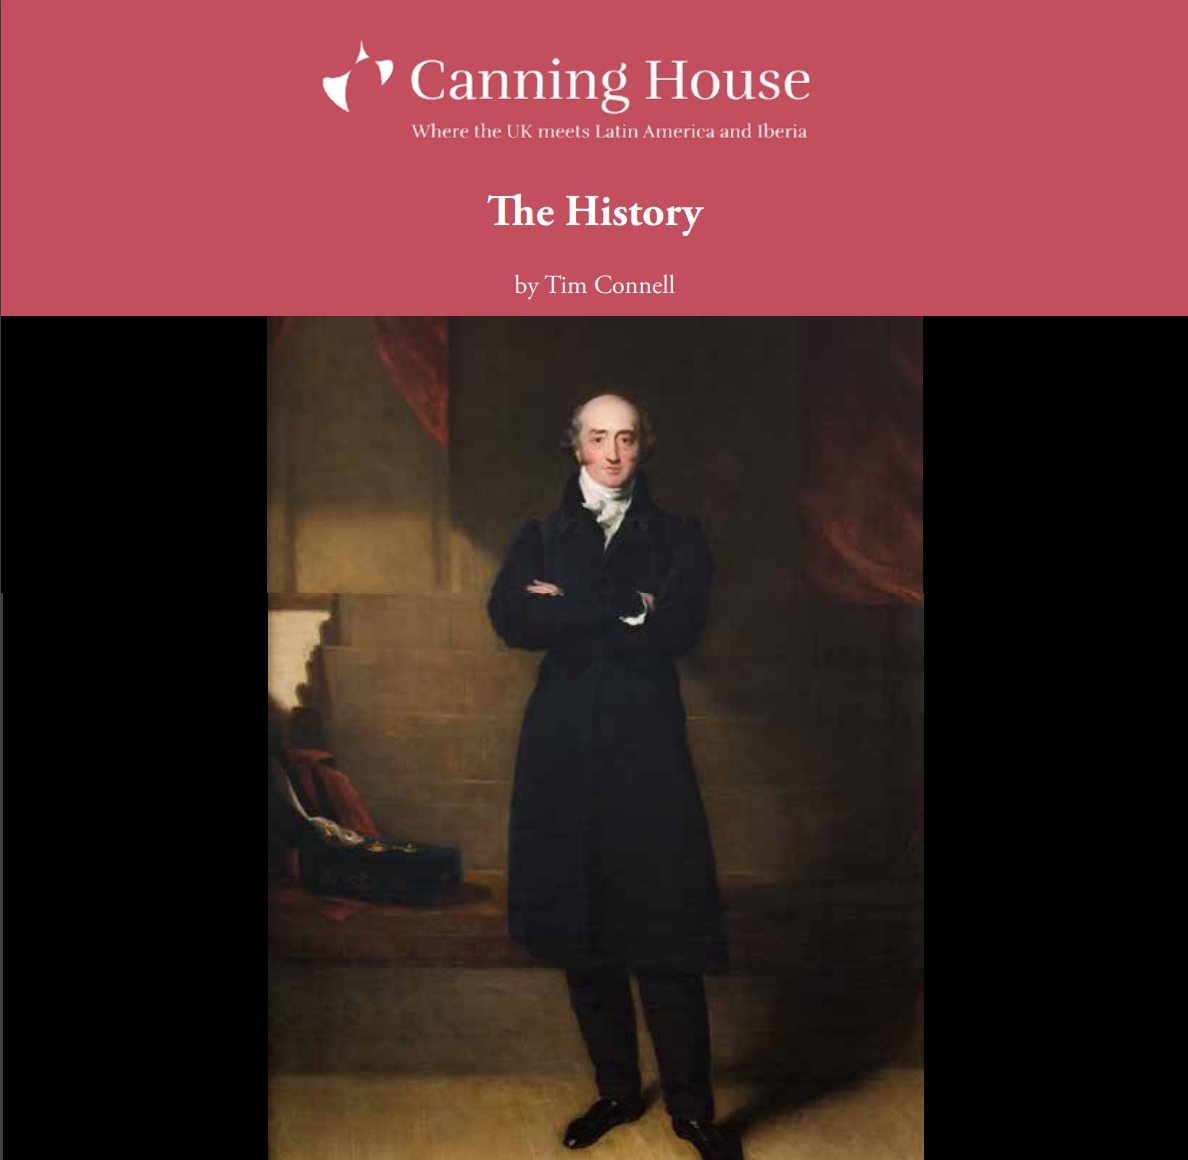 Canning House
Where the UK meets Latin America and Iberia
The History
by Tim Connell